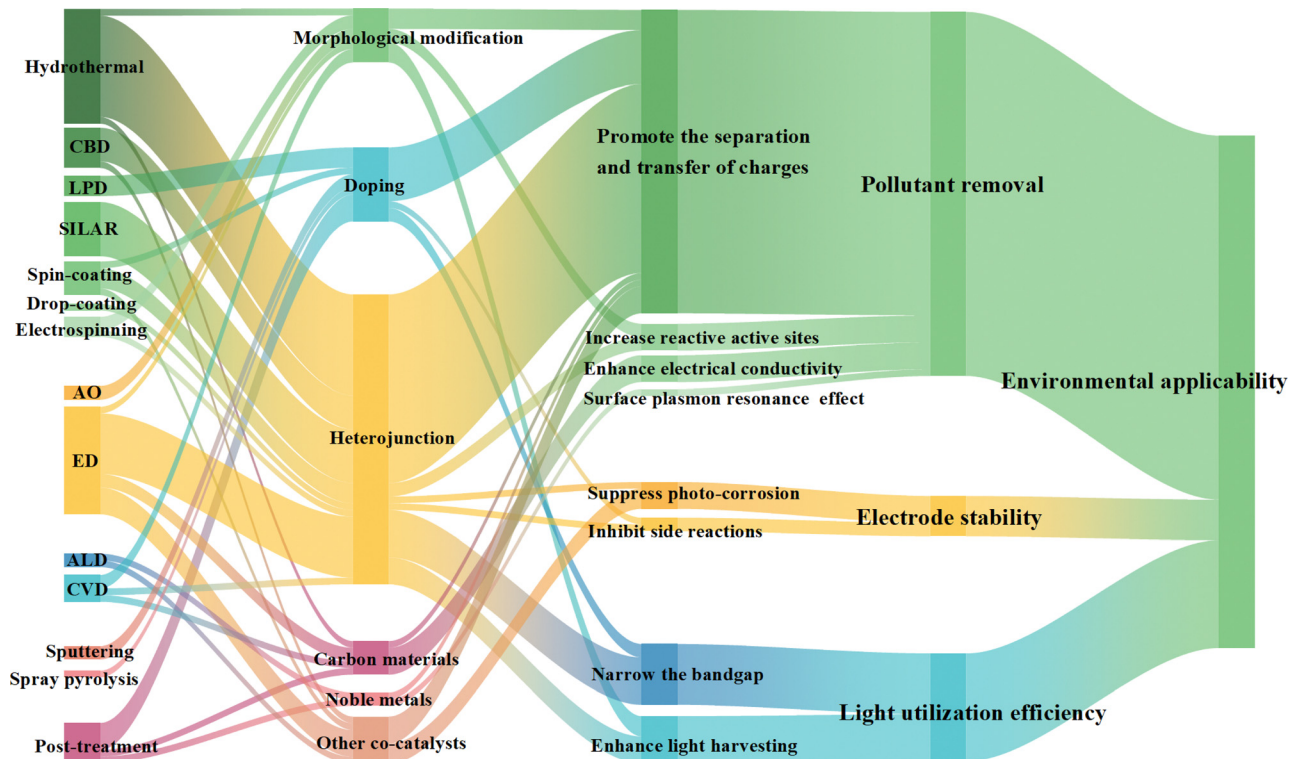 Hydrothermal
CBD
LPD
SILAR
Spin-coating
Drop-coating
Electrospinning
AO
ED
ALD
CVD
Sputtering
Spray pyrolysis
Post-treatment
Morphological modification
Doping
Heterojunction
Carbon materials
Noble metals
Other co-catalysts
Promote the separation
and transfer of charges
Increase reactive active sites
Enhance electrical conductivity
Surface plasmon resonance effect
Suppress photo-corrosion
Inhibit side reactions
Narrow the bandgap
Enhance light harvesting
Pollutant removal
Electrode stability
Light utilization efficiency
Environmental applicability